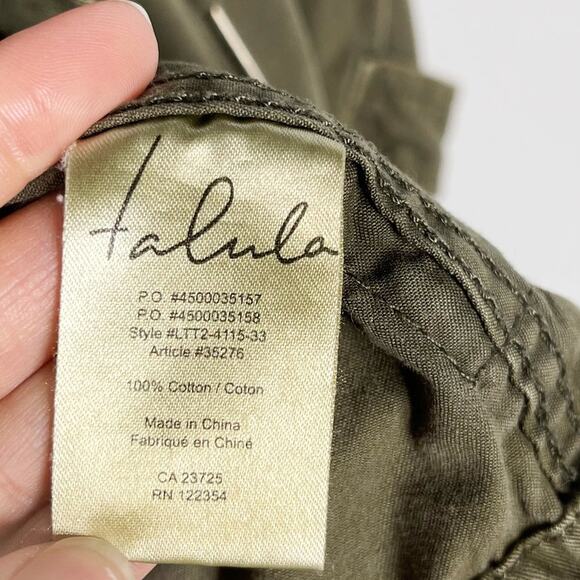 talula
P.O. #4500035157
P.O. #4500035158
Style #LTT2-4115-33
Article #35276
100% Cotton / Coton
Made in China
Fabriqué en Chine
CA 23725
RN 122354